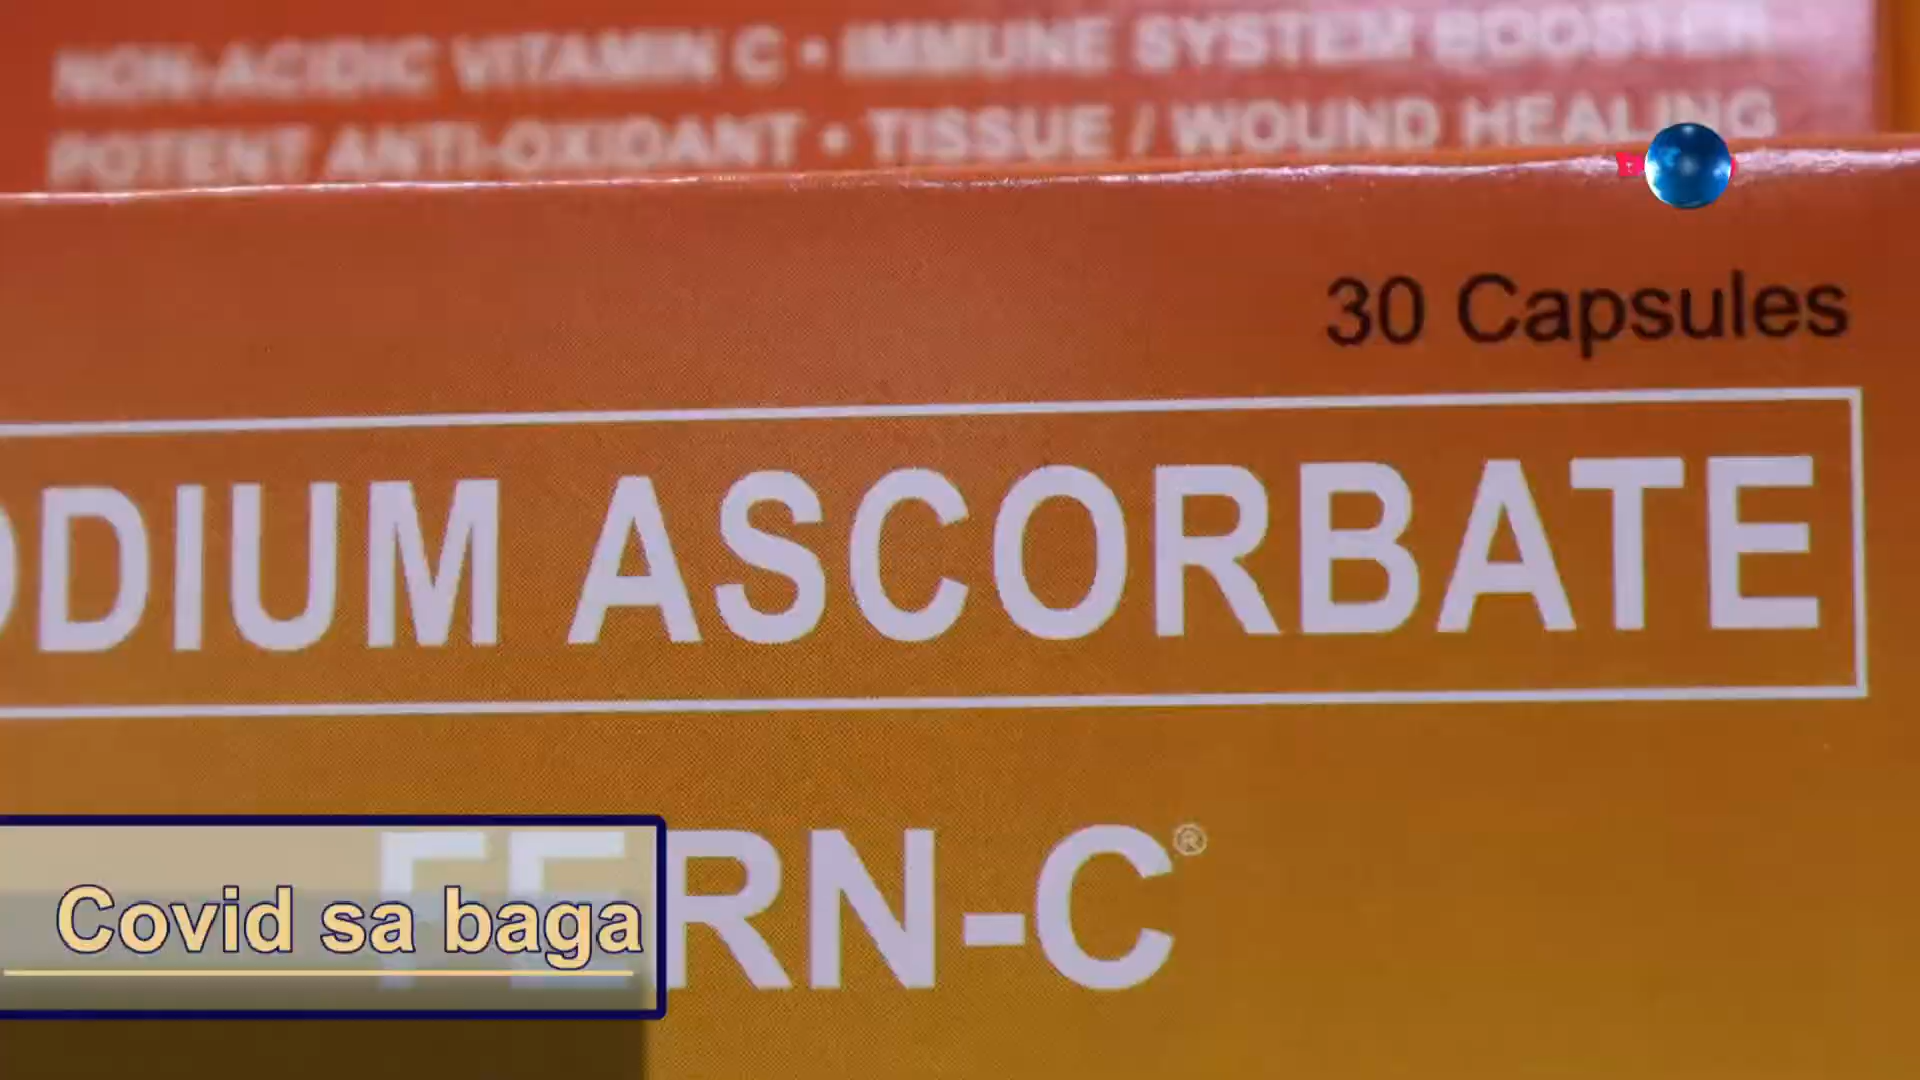 NON-ACIDIC VITAMIN C • IMMUNE SYSTEM BOOSTER
POTENT ANTI-OXIDANT • TISSUE / WOUND HEALING
30 Capsules
ODIUM ASCORBATE
FERN-C®
Covid sa baga